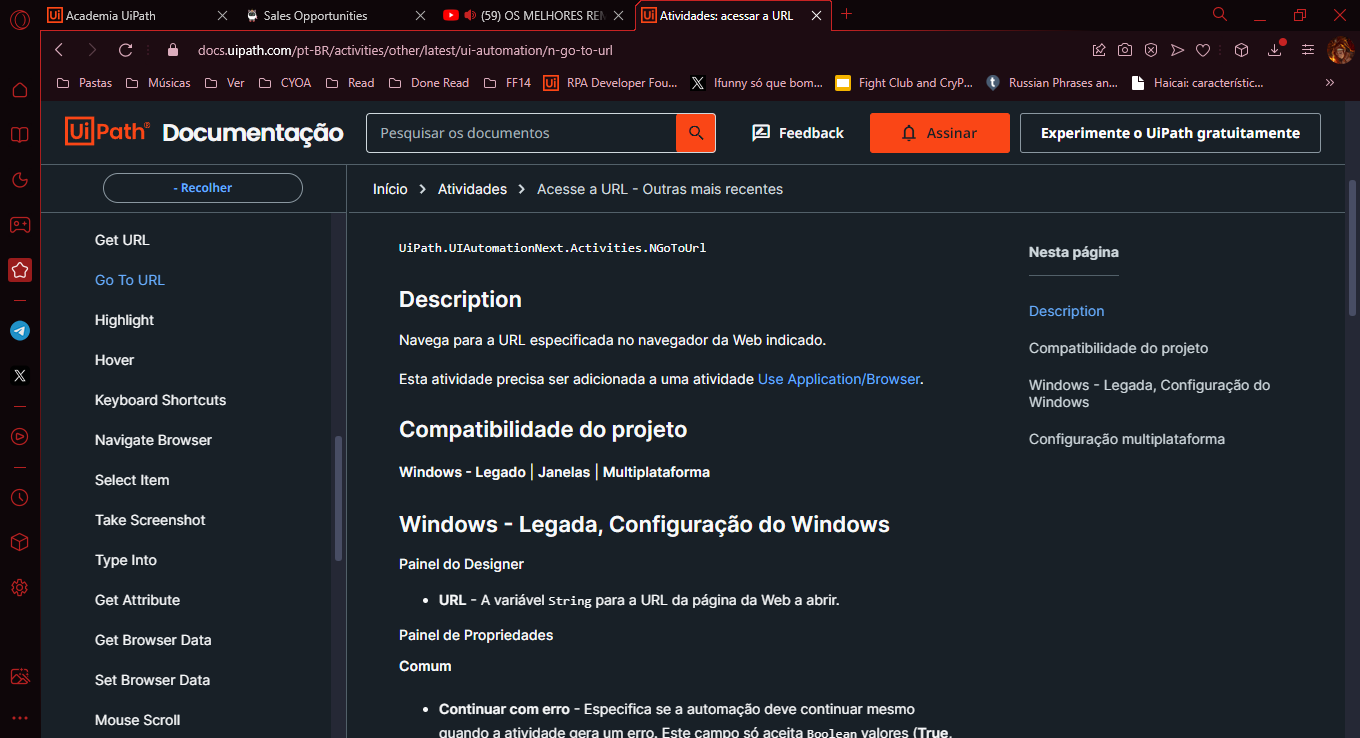 Academia UiPath
Sales Opportunities
(59) OS MELHORES REM
Atividades: acessar a URL
docs.uipath.com/pt-BR/activities/other/latest/ui-automation/n-go-to-url
Pastas
Músicas
Ver
CYOA
Read
Done Read
FF14
RPA Developer Fou...
Ifunny só que bom...
Fight Club and CryP...
Russian Phrases an...
Haicai: característic...
UiPath Documentação
Pesquisar os documentos
Feedback
Assinar
Experimente o UiPath gratuitamente
- Recolher
Início > Atividades > Acesse a URL - Outras mais recentes
Get URL
Go To URL
Highlight
Hover
Keyboard Shortcuts
Navigate Browser
Select Item
Take Screenshot
Type Into
Get Attribute
Get Browser Data
Set Browser Data
Mouse Scroll
UiPath.UIAutomationNext.Activities.NGoToUrl
Description
Navega para a URL especificada no navegador da Web indicado.
Esta atividade precisa ser adicionada a uma atividade Use Application/Browser.
Compatibilidade do projeto
Windows - Legado | Janelas | Multiplataforma
Windows - Legada, Configuração do Windows
Painel do Designer
• URL - A variável String para a URL da página da Web a abrir.
Painel de Propriedades
Comum
• Continuar com erro - Especifica se a automação deve continuar mesmo
quando a atividade gera um erro. Este campo só aceita Boolean valores (True,
Nesta página
Description
Compatibilidade do projeto
Windows - Legada, Configuração do
Windows
Configuração multiplataforma